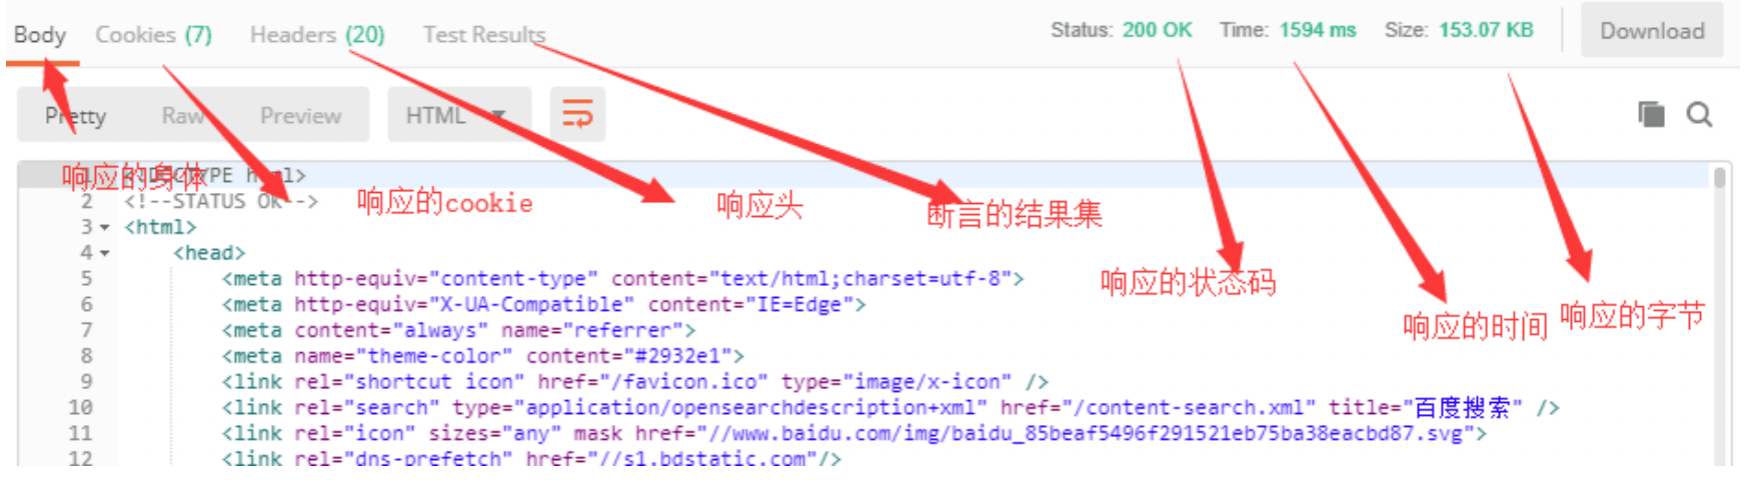 Body Cookies (7) Headers (20) Test Results Status: 200 OK Time: 1594 ms Size: 153.07 KB Download
Pretty Raw Preview HTML
响应的身体 响应的cookie 响应头 断言的结果集 响应的状态码 响应的时间 响应的字节
1 <!DOCTYPE html>
2 <!--STATUS OK-->
3 <html>
4 <head>
5 <meta http-equiv="content-type" content="text/html;charset=utf-8">
6 <meta http-equiv="X-UA-Compatible" content="IE=Edge">
7 <meta content="always" name="referrer">
8 <meta name="theme-color" content="#2932e1">
9 <link rel="shortcut icon" href="/favicon.ico" type="image/x-icon" />
10 <link rel="search" type="application/opensearchdescription+xml" href="/content-search.xml" title="百度搜索" />
11 <link rel="icon" sizes="any" mask href="//www.baidu.com/img/baidu_85beaf5496f291521eb75ba38eacbd87.svg">
12 <link rel="dns-prefetch" href="//s1.bdstatic.com"/>